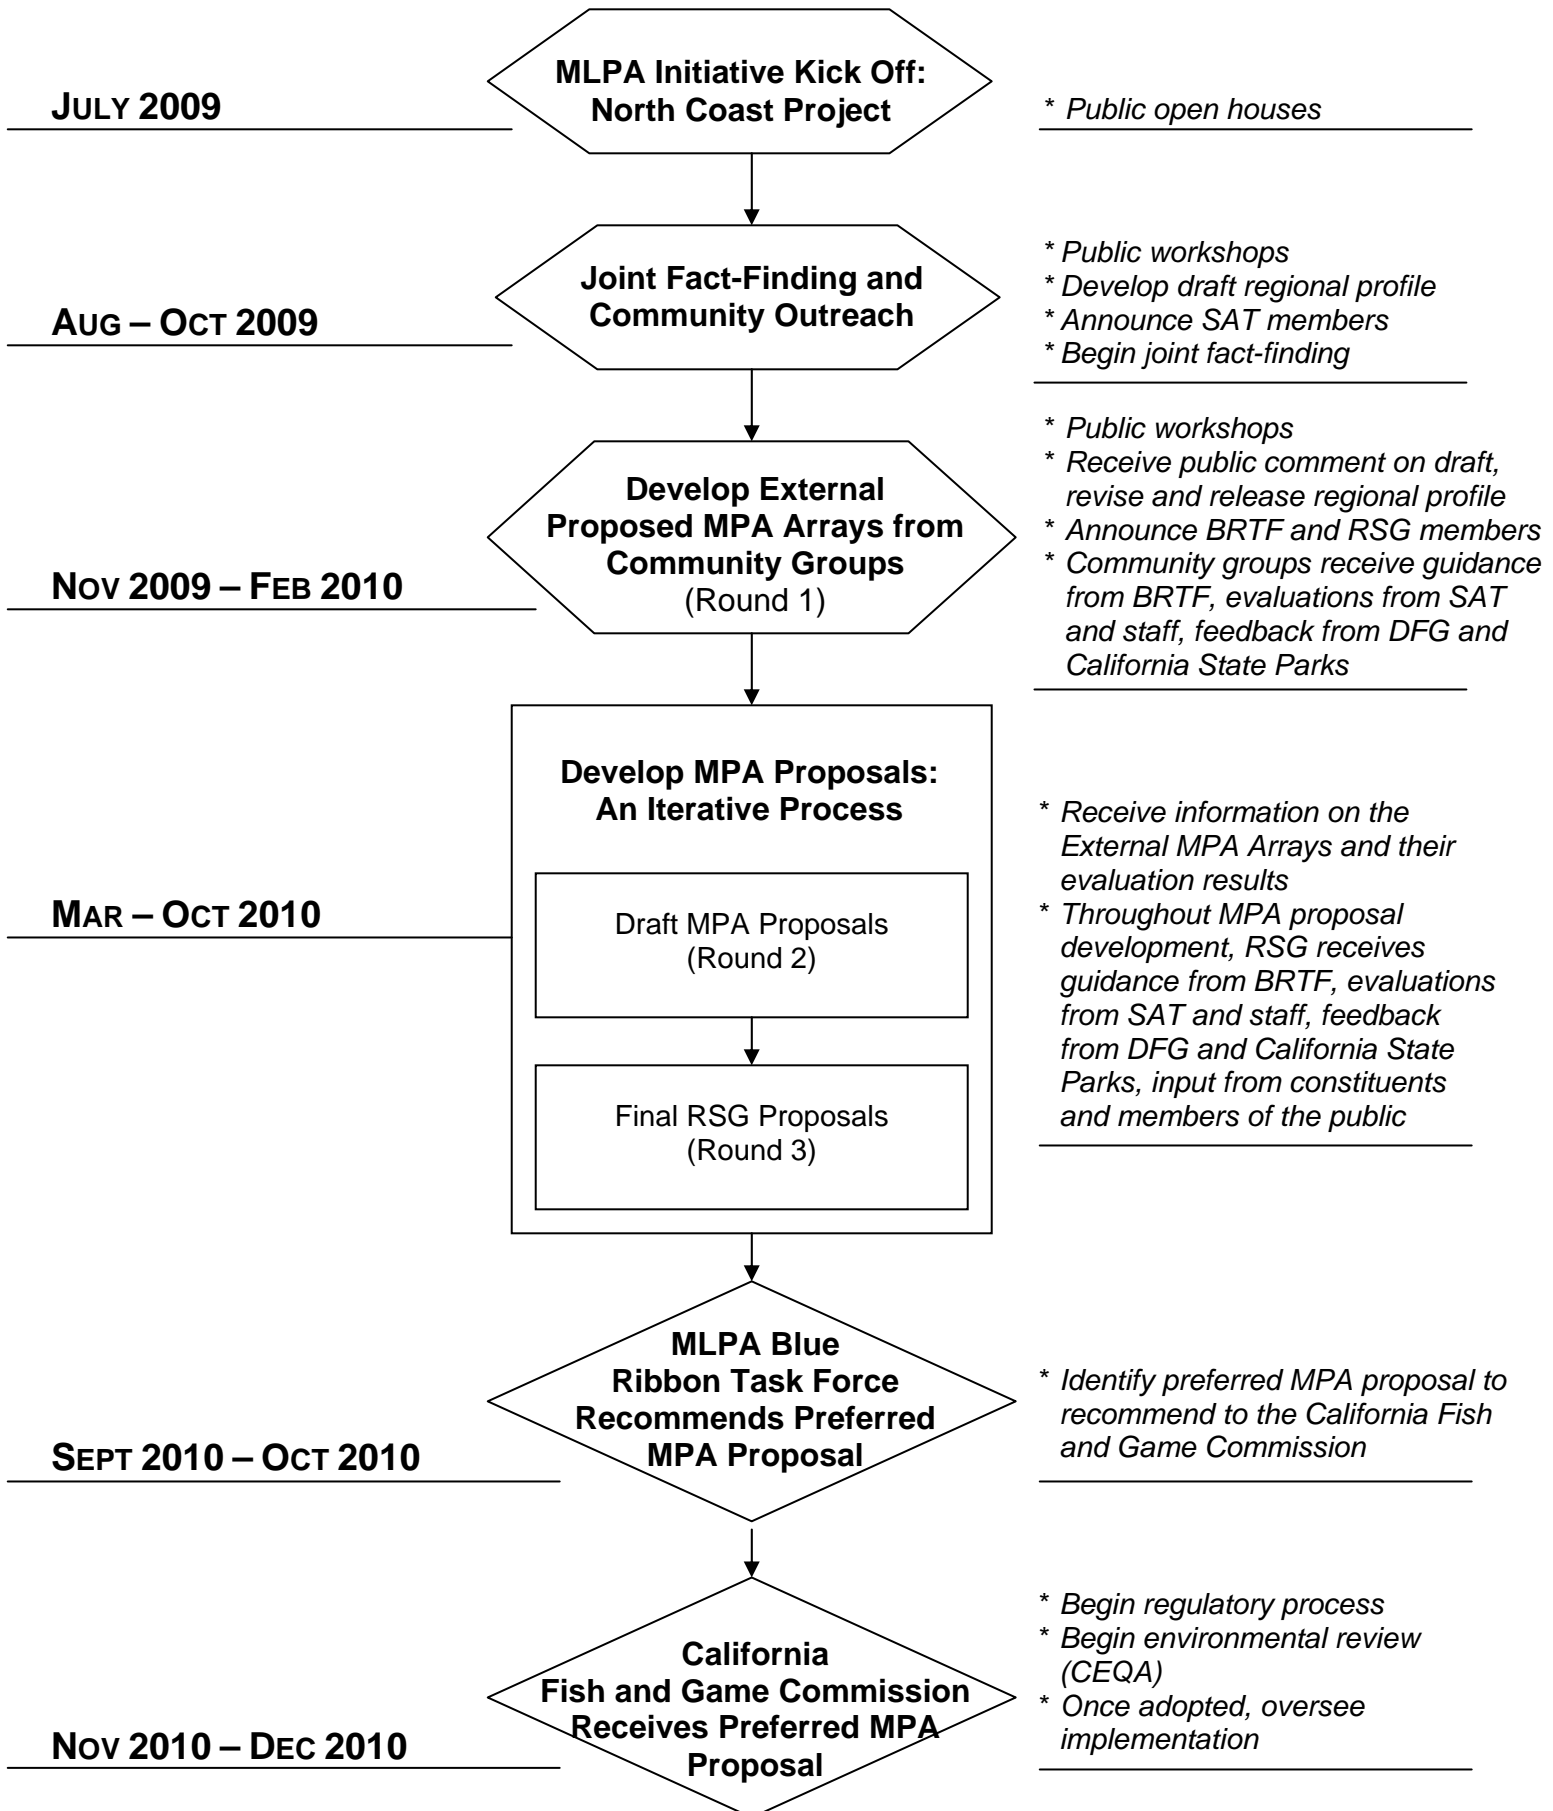 MLPA Initiative Kick Off:
North Coast Project
JULY 2009
* Public open houses
Joint Fact-Finding and
Community Outreach
AUG – OCT 2009
* Public workshops
* Develop draft regional profile
* Announce SAT members
* Begin joint fact-finding
Develop External
Proposed MPA Arrays from
Community Groups
(Round 1)
NOV 2009 – FEB 2010
* Public workshops
* Receive public comment on draft,
revise and release regional profile
* Announce BRTF and RSG members
* Community groups receive guidance
from BRTF, evaluations from SAT
and staff, feedback from DFG and
California State Parks
Develop MPA Proposals:
An Iterative Process
MAR – OCT 2010
Draft MPA Proposals
(Round 2)
Final RSG Proposals
(Round 3)
* Receive information on the
External MPA Arrays and their
evaluation results
* Throughout MPA proposal
development, RSG receives
guidance from BRTF, evaluations
from SAT and staff, feedback
from DFG and California State
Parks, input from constituents
and members of the public
MLPA Blue
Ribbon Task Force
Recommends Preferred
MPA Proposal
SEPT 2010 – OCT 2010
* Identify preferred MPA proposal to
recommend to the California Fish
and Game Commission
California
Fish and Game Commission
Receives Preferred MPA
Proposal
NOV 2010 – DEC 2010
* Begin regulatory process
* Begin environmental review
(CEQA)
* Once adopted, oversee
implementation